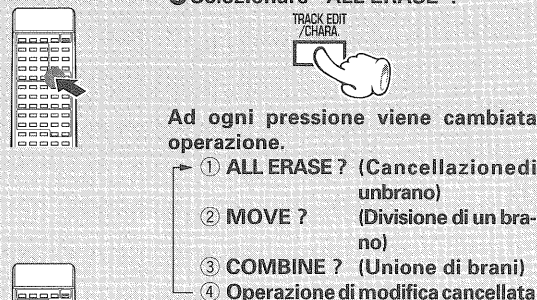 ❸Selezionare "ALL ERASE ?"
TRACK EDIT
/CHARA.
Ad ogni pressione viene cambiata
operazione.
① ALL ERASE ? (Cancellazionedi
unbrano)
② MOVE ? (Divisione di un bra-
no)
③ COMBINE ? (Unione di brani)
④ Operazione di modifica cancellata